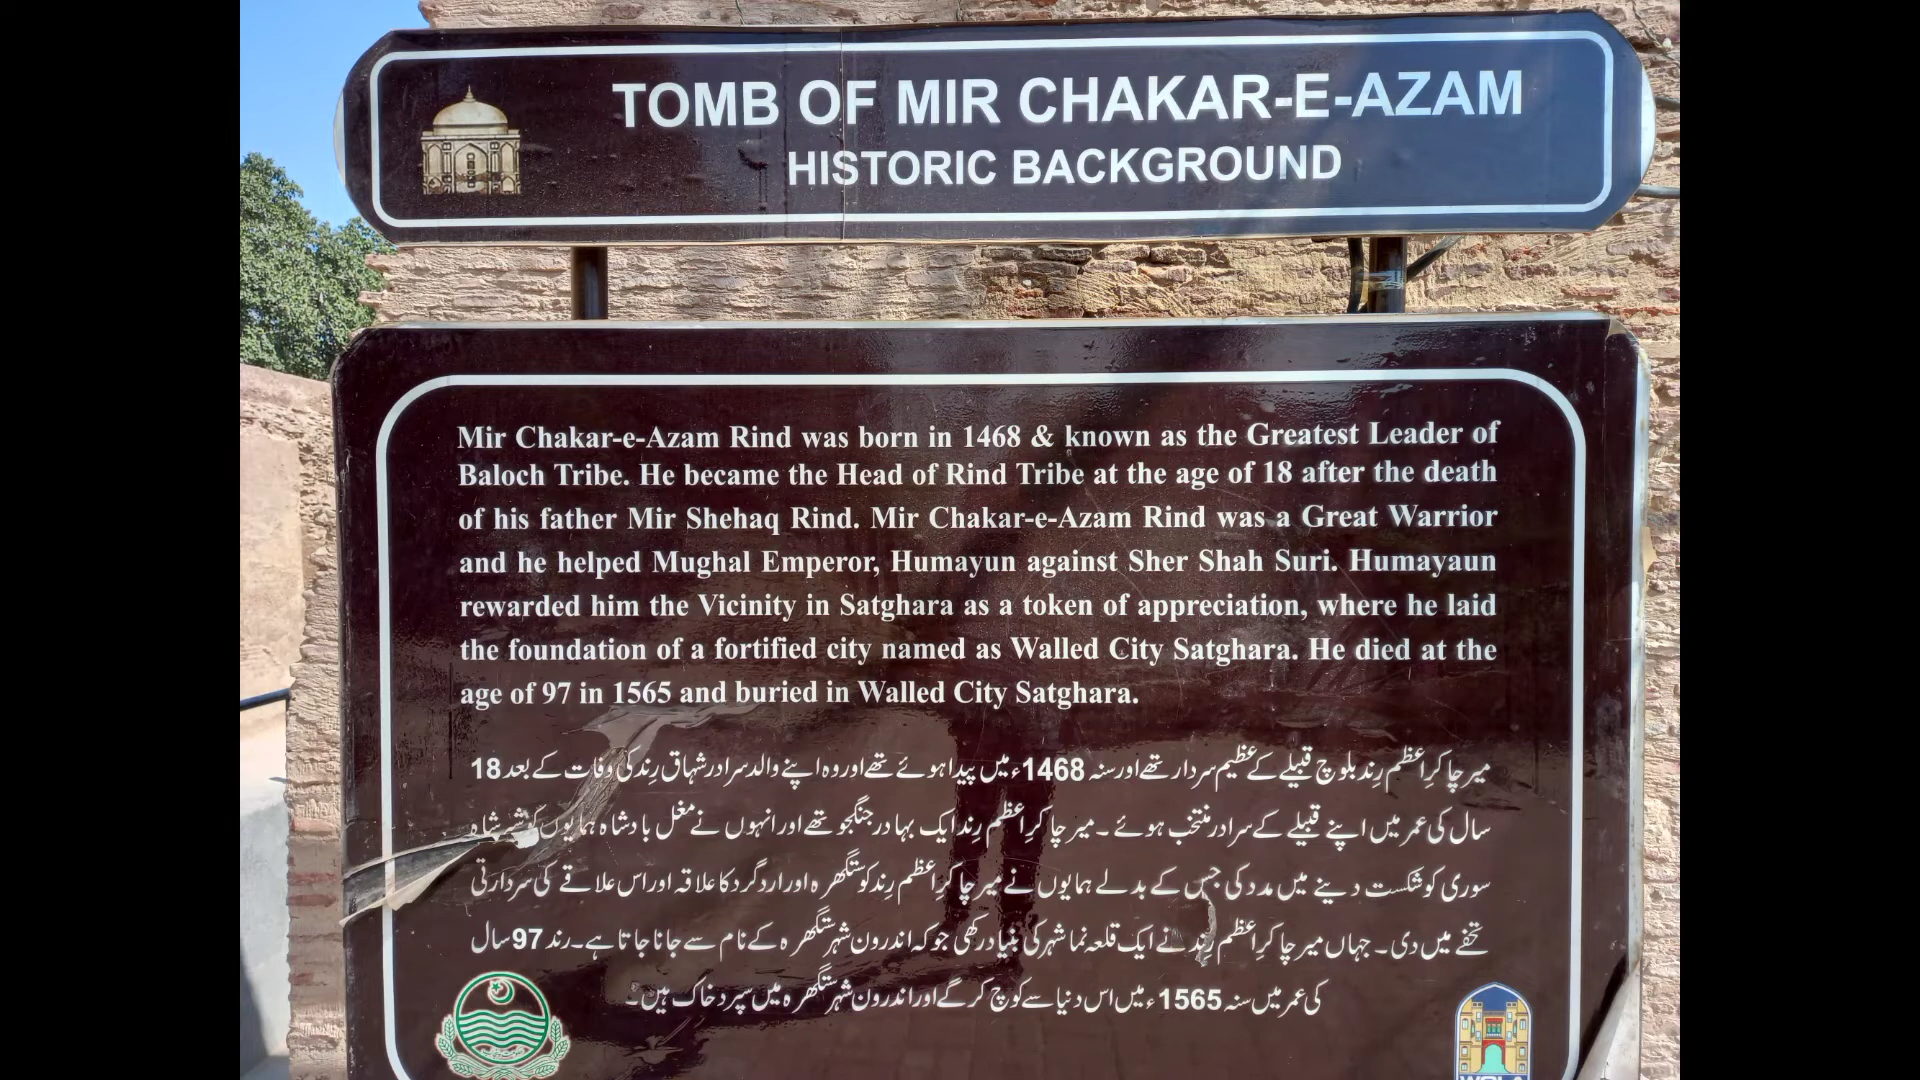 TOMB OF MIR CHAKAR-E-AZAM
HISTORIC BACKGROUND
Mir Chakar-e-Azam Rind was born in 1468 & known as the Greatest Leader of
Baloch Tribe. He became the Head of Rind Tribe at the age of 18 after the death
of his father Mir Shehaq Rind. Mir Chakar-e-Azam Rind was a Great Warrior
and he helped Mughal Emperor, Humayun against Sher Shah Suri. Humayaun
rewarded him the Vicinity in Satghara as a token of appreciation, where he laid
the foundation of a fortified city named as Walled City Satghara. He died at the
age of 97 in 1565 and buried in Walled City Satghara.
میر چاکرِ اعظم رِند بلوچ قبیلے کے عظیم سردار تھے اور سنہ 1468ء میں پیدا ہوئے تھے اور وہ اپنے والد سرادر شہاق رِند کی وفات کے بعد 18
سال کی عمر میں اپنے قبیلے کے سرادر منتخب ہوئے ۔ میر چاکرِ اعظم رِند ایک بہادر جنگجو تھے اور انہوں نے مغل بادشاہ ہمایوں کو شیر شاہ
سوری کو شکست دینے میں مدد کی جس کے بدلے ہمایوں نے میر چاکرِ اعظم رِند کو ستگھرہ اور اردگرد کا علاقہ اور اس علاقے کی سردارتی
تحفے میں دی ۔ جہاں میر چاکرِ اعظم رِند نے ایک قلعہ نما شہر کی بنیاد رکھی جو کہ اندرون شہر ستگھرہ کے نام سے جانا جاتا ہے۔ رند 97 سال
کی عمر میں سنہ 1565ء میں اس دنیا سے کوچ کر گے اور اندرون شہر ستگھرہ میں سپرد خاک ہیں۔
WCLA